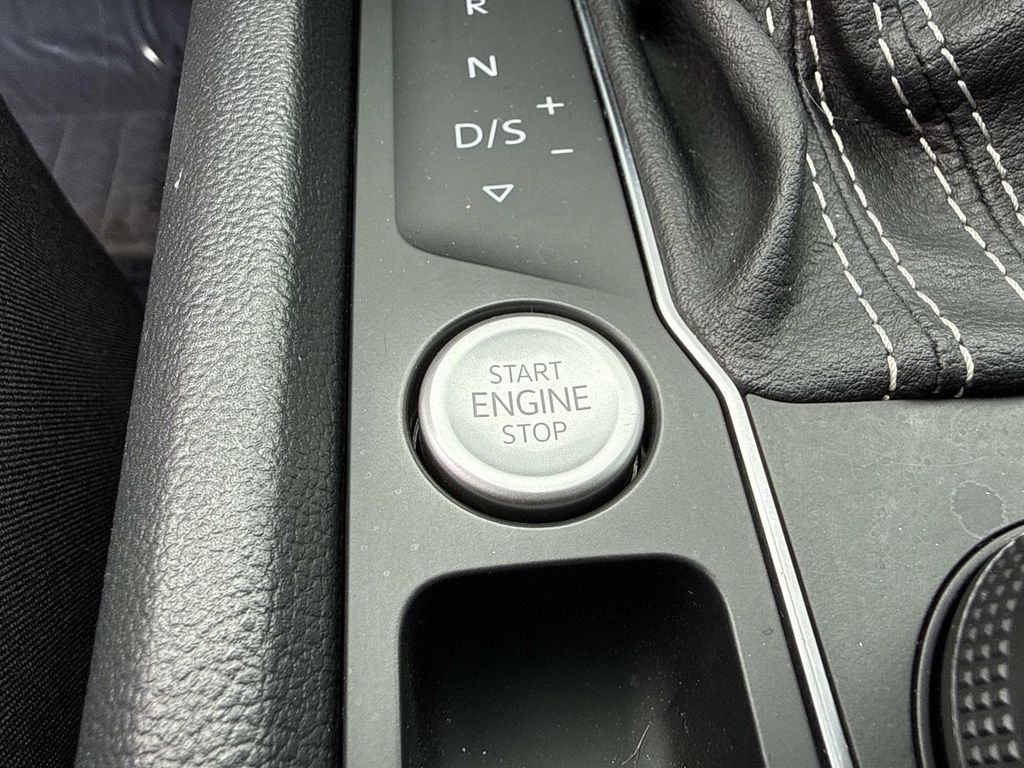 R
N
+
D/S
-
START
ENGINE
STOP